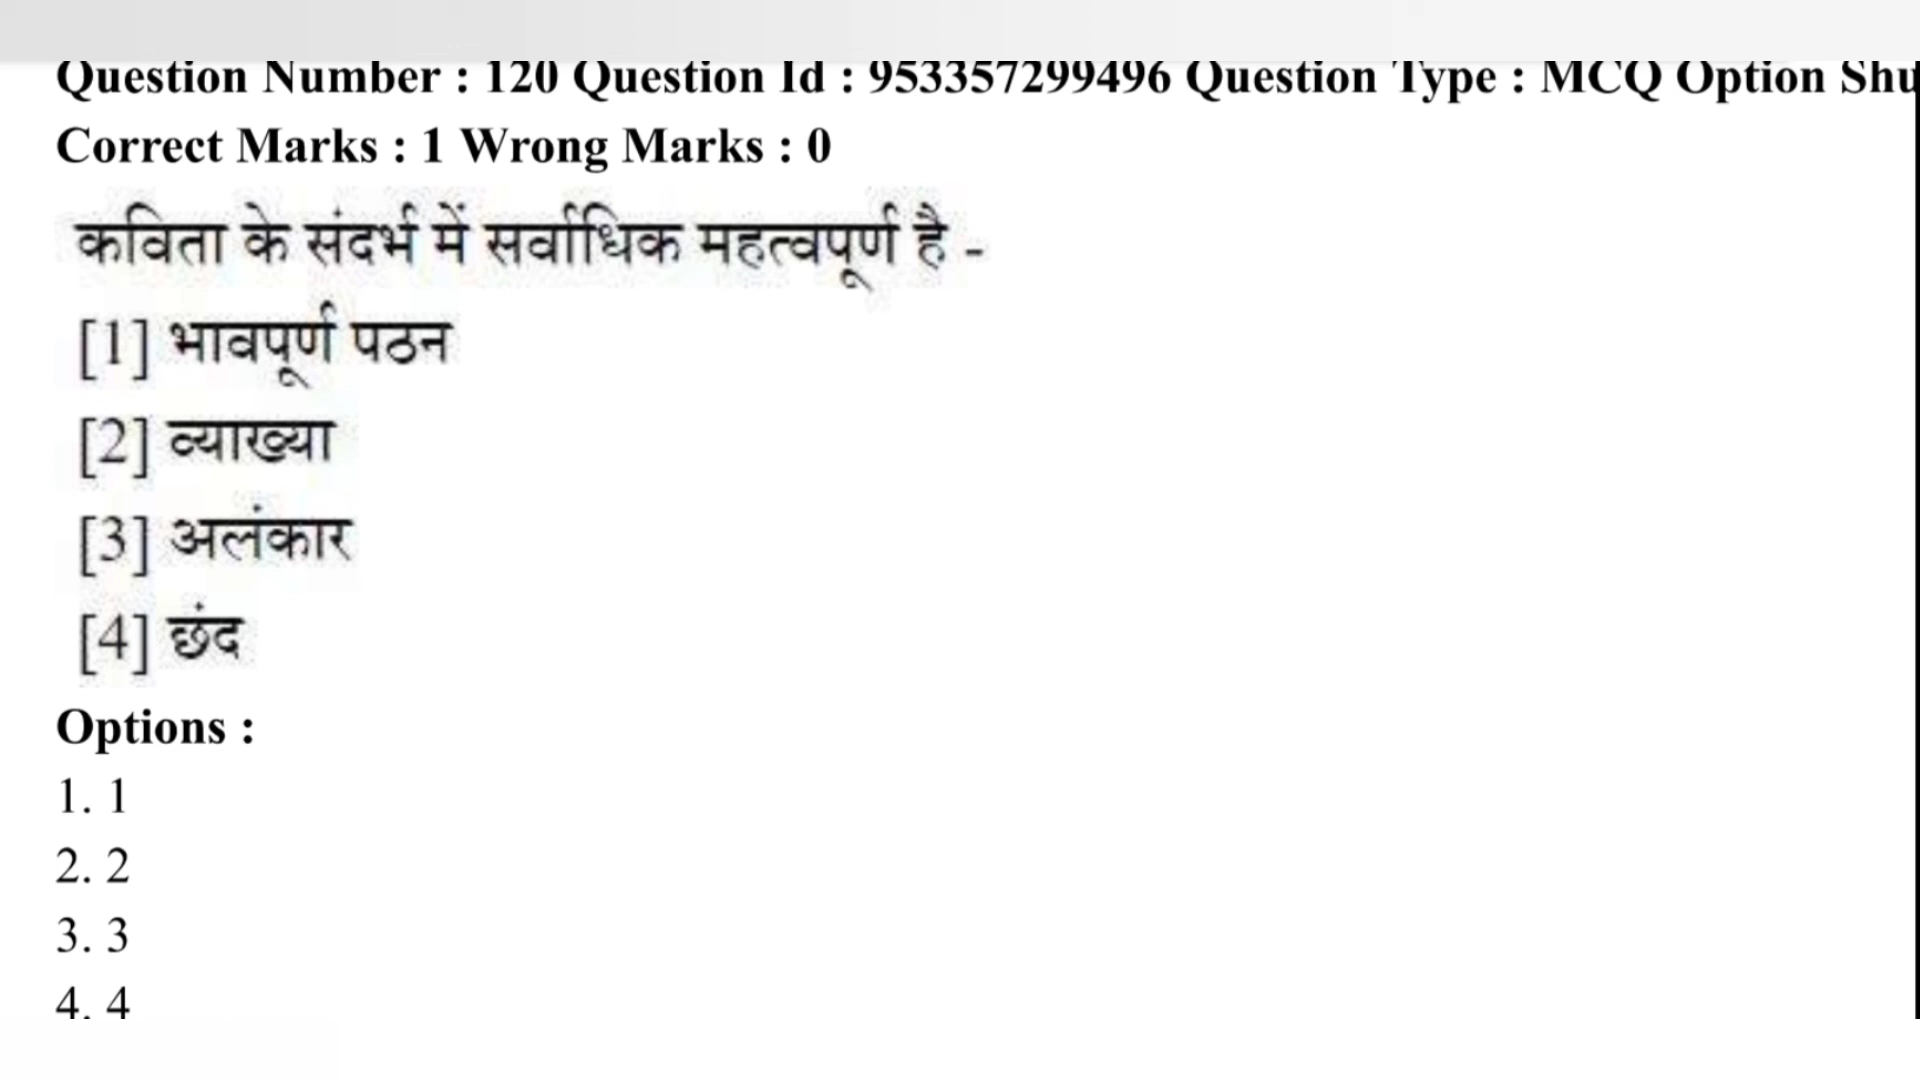 Question Number : 120 Question Id : 953357299496 Question Type : MCQ Option Shu
Correct Marks : 1 Wrong Marks : 0
कविता के संदर्भ में सर्वाधिक महत्वपूर्ण है -
[1] भावपूर्ण पठन
[2] व्याख्या
[3] अलंकार
[4] छंद
Options :
1. 1
2. 2
3. 3
4. 4